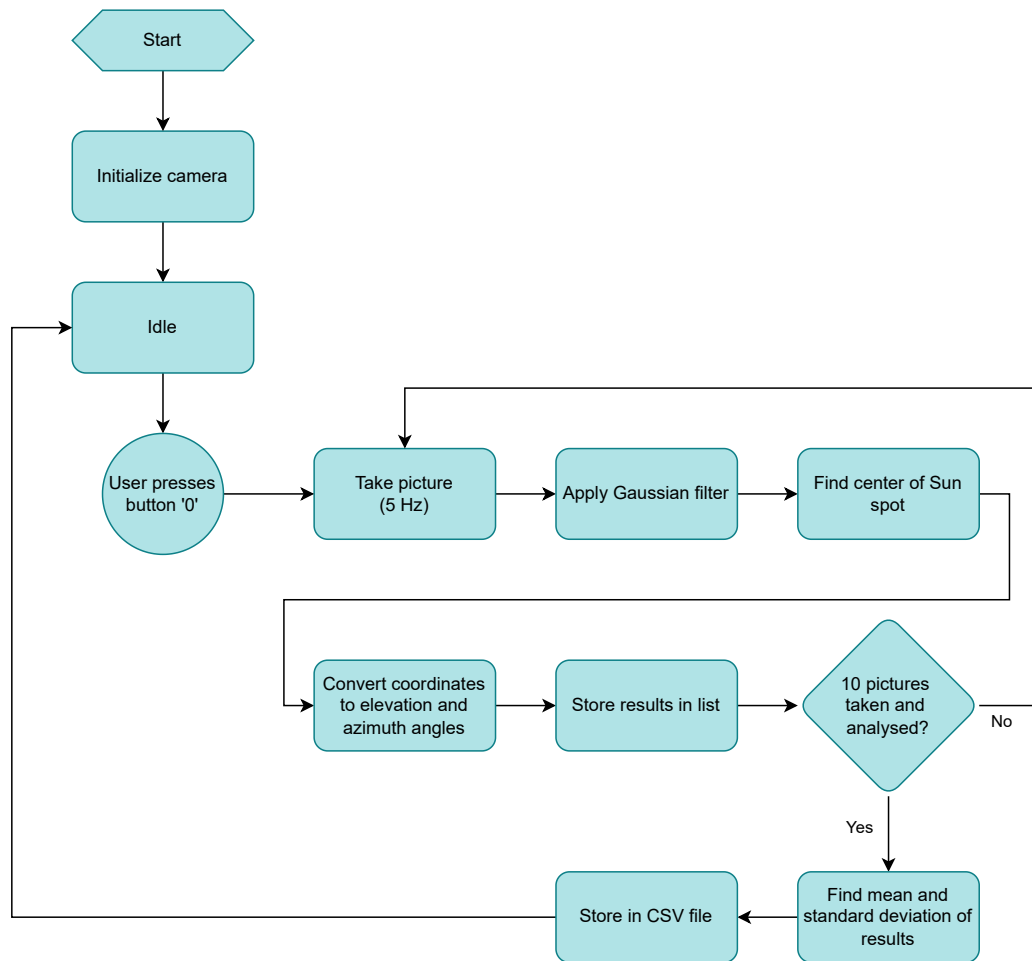 Start
Initialize camera
Idle
User presses
button '0'
Take picture
(5 Hz)
Apply Gaussian filter
Find center of Sun
spot
Convert coordinates
to elevation and
azimuth angles
Store results in list
10 pictures
taken and
analysed?
No
Yes
Find mean and
standard deviation of
results
Store in CSV file